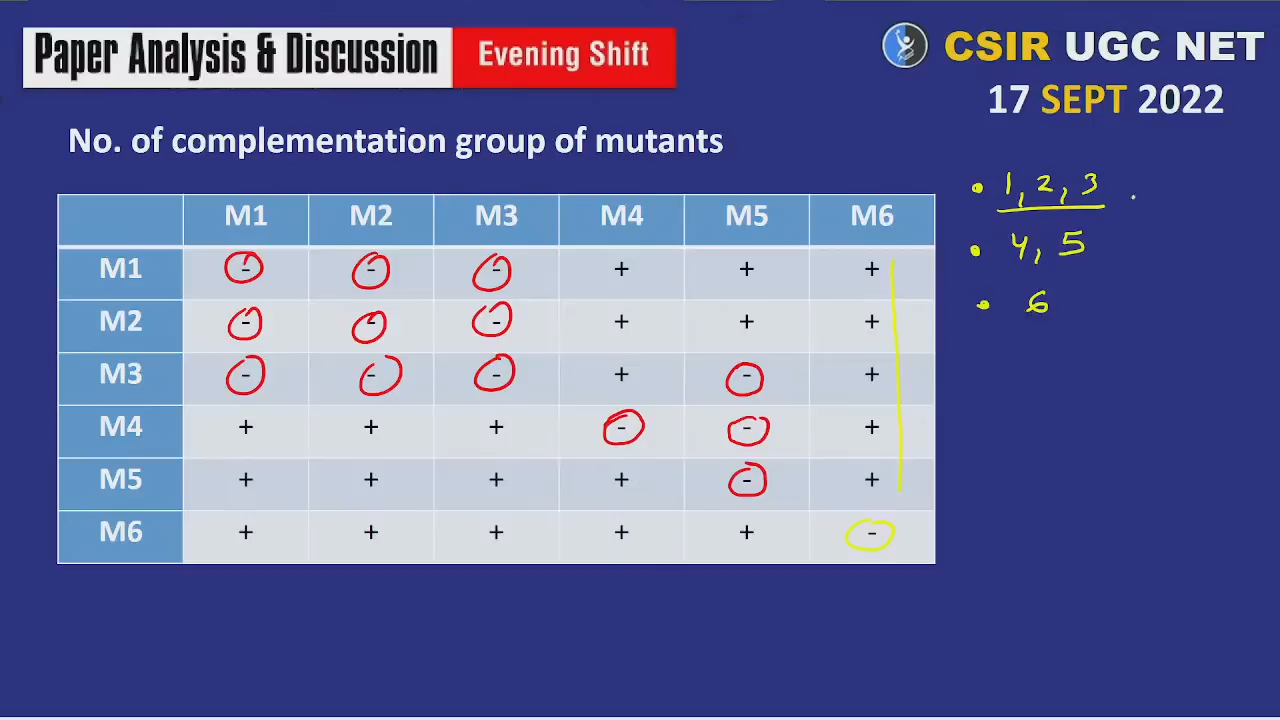 Paper Analysis & Discussion Evening Shift
CSIR UGC NET
17 SEPT 2022
No. of complementation group of mutants
M1 M2 M3 M4 M5 M6
M1 - - - + + +
M2 - - - + + +
M3 - - - + - +
M4 + + + - - +
M5 + + + + - +
M6 + + + + + -
• 1, 2, 3
• 4, 5
• 6